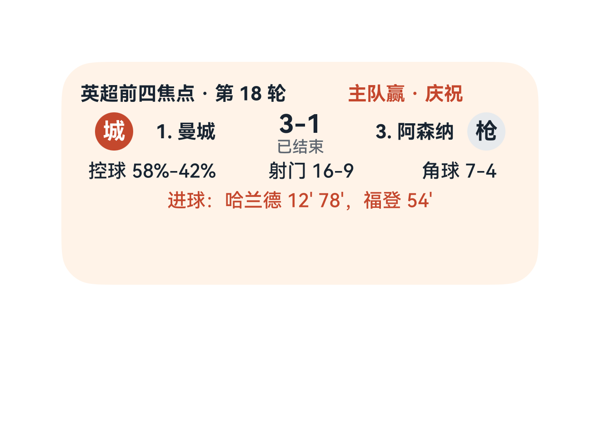 英超前四焦点 · 第 18 轮 主队赢 · 庆祝
城 1. 曼城 3-1 3. 阿森纳 枪
已结束
控球 58%-42% 射门 16-9 角球 7-4
进球：哈兰德 12' 78'，福登 54'